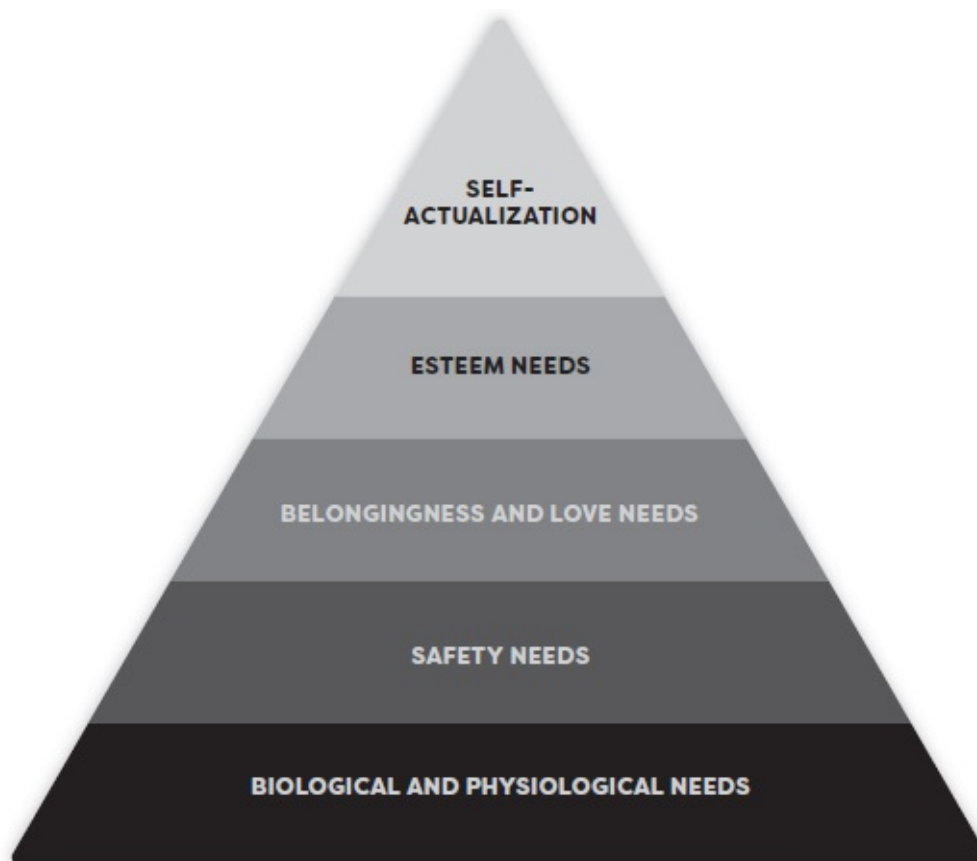 SELF-
ACTUALIZATION
ESTEEM NEEDS
BELONGINGNESS AND LOVE NEEDS
SAFETY NEEDS
BIOLOGICAL AND PHYSIOLOGICAL NEEDS